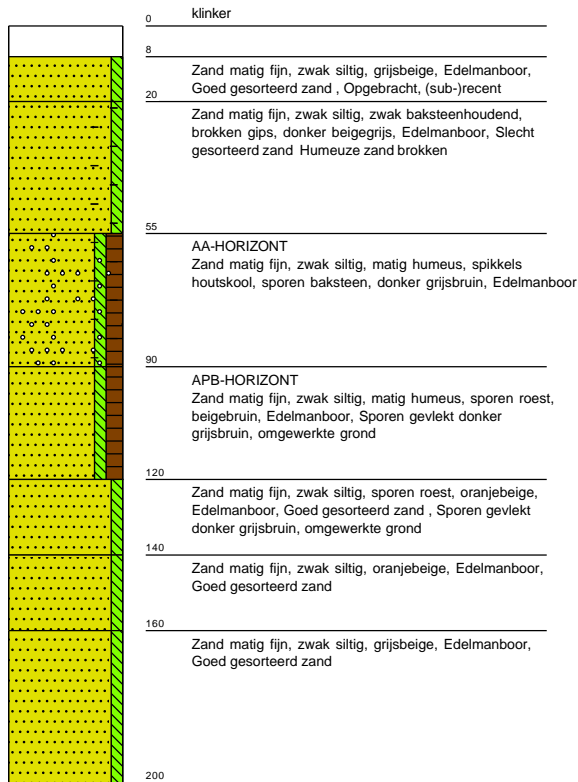 0
klinker
8
Zand matig fijn, zwak siltig, grijsbeige, Edelmanboor,
Goed gesorteerd zand , Opgebracht, (sub-)recent
20
Zand matig fijn, zwak siltig, zwak baksteenhoudend,
brokken gips, donker beigegrijs, Edelmanboor, Slecht
gesorteerd zand Humeuze zand brokken
55
AA-HORIZONT
Zand matig fijn, zwak siltig, matig humeus, spikkels
houtskool, sporen baksteen, donker grijsbruin, Edelmanboor
90
APB-HORIZONT
Zand matig fijn, zwak siltig, matig humeus, sporen roest,
beigebruin, Edelmanboor, Sporen gevlekt donker
grijsbruin, omgewerkte grond
120
Zand matig fijn, zwak siltig, sporen roest, oranjebeige,
Edelmanboor, Goed gesorteerd zand , Sporen gevlekt
donker grijsbruin, omgewerkte grond
140
Zand matig fijn, zwak siltig, oranjebeige, Edelmanboor,
Goed gesorteerd zand
160
Zand matig fijn, zwak siltig, grijsbeige, Edelmanboor,
Goed gesorteerd zand
200